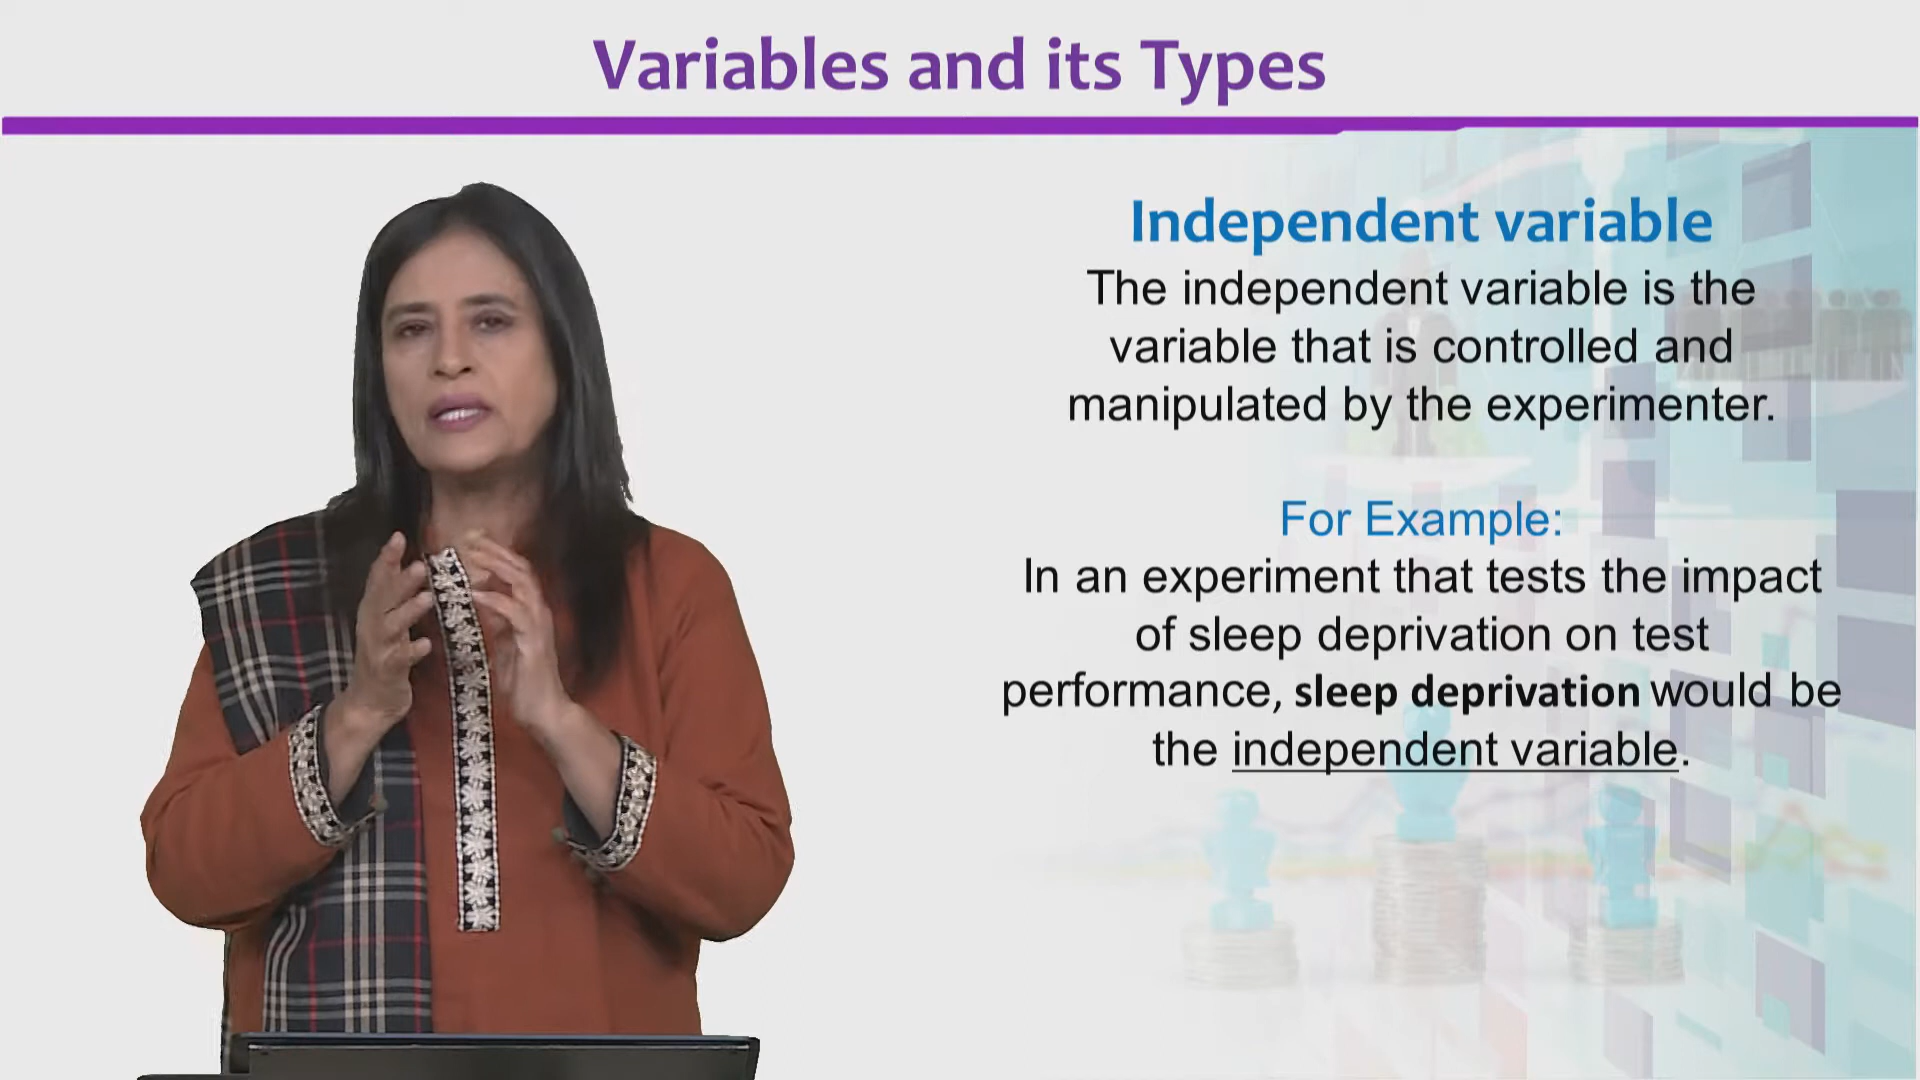 Variables and its Types
Independent variable
The independent variable is the
variable that is controlled and
manipulated by the experimenter.
For Example:
In an experiment that tests the impact
of sleep deprivation on test
performance, sleep deprivation would be
the independent variable.